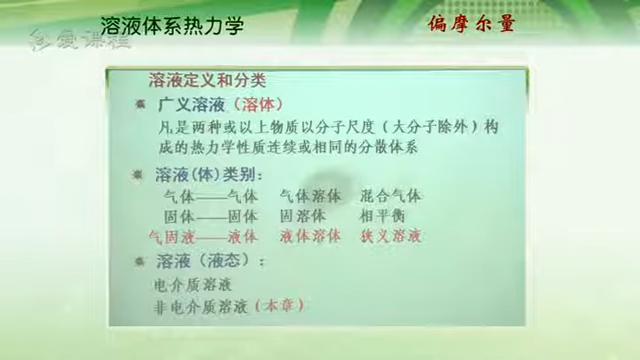 溶液体系热力学
偏摩尔量
爱课程
溶液定义和分类
广义溶液(溶体)
凡是两种或以上物质以分子尺度(大分子除外)构
成的热力学性质连续或相同的分散体系
溶液(体)类别:
气体——气体 气体溶体 混合气体
固体——固体 固溶体 相平衡
气固液——液体 液体溶体 狭义溶液
溶液(液态):
电介质溶液
非电介质溶液(本章)